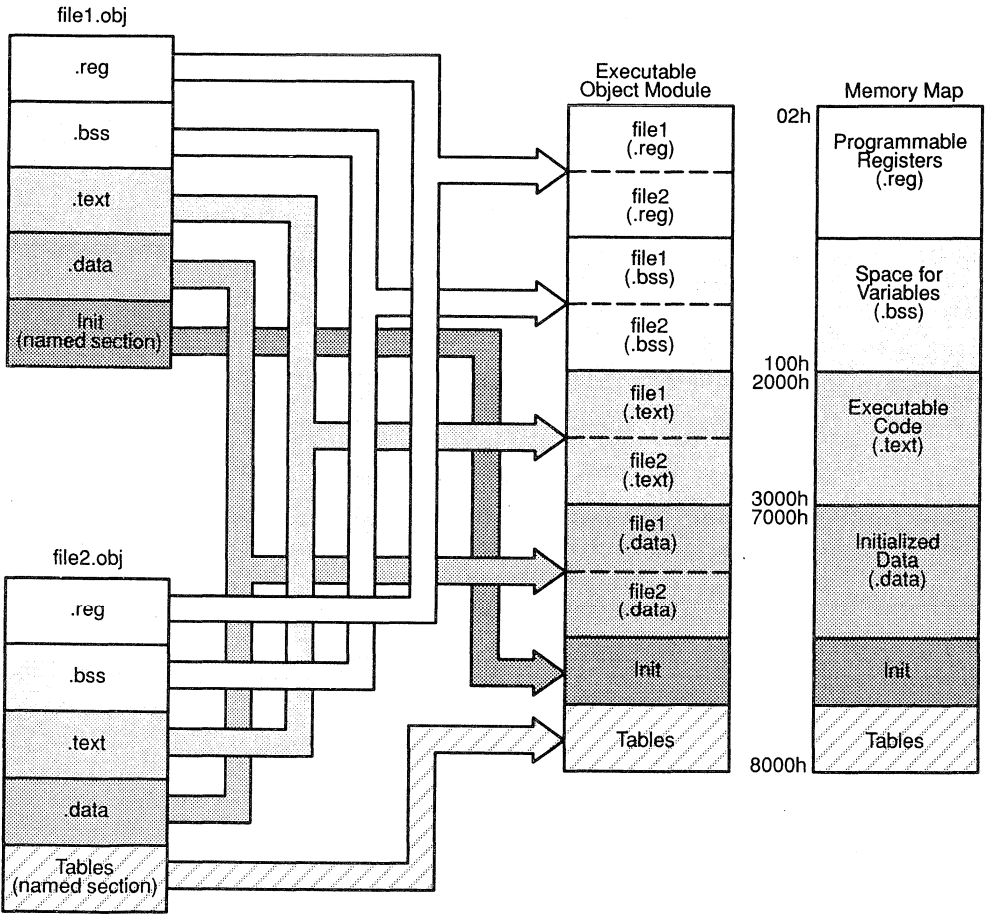 file1.obj
.reg
.bss
.text
.data
Init
(named section)
file2.obj
.reg
.bss
.text
.data
Tables
(named section)
Executable
Object Module
file1
(.reg)
file2
(.reg)
file1
(.bss)
file2
(.bss)
file1
(.text)
file2
(.text)
file1
(.data)
file2
(.data)
Init
Tables
Memory Map
02h
Programmable
Registers
(.reg)
Space for
Variables
(.bss)
100h
2000h
Executable
Code
(.text)
3000h
7000h
Initialized
Data
(.data)
Init
Tables
8000h